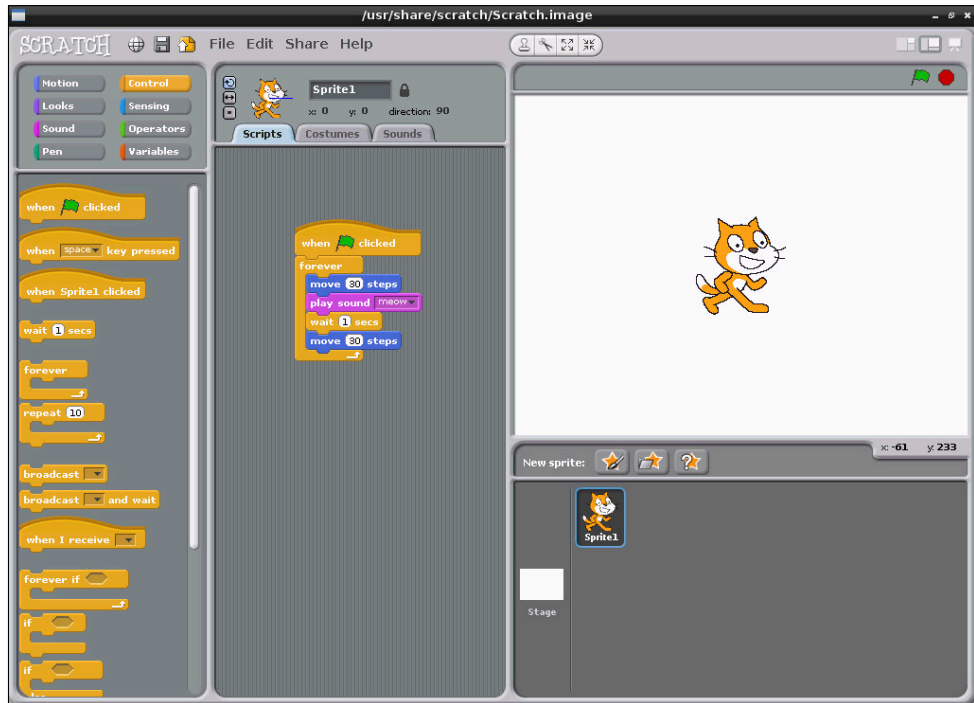 /usr/share/scratch/Scratch.image
SCRATCH File Edit Share Help
Motion Control
Looks Sensing
Sound Operators
Pen Variables
when clicked
when space key pressed
when Sprite1 clicked
wait 1 secs
forever
repeat 10
broadcast
broadcast and wait
when I receive
forever if
if
if
Sprite1
x: 0 y: 0 direction: 90
Scripts Costumes Sounds
when clicked
forever
move 30 steps
play sound meow
wait 1 secs
move 30 steps
x: -61 y: 233
New sprite:
Sprite1
Stage